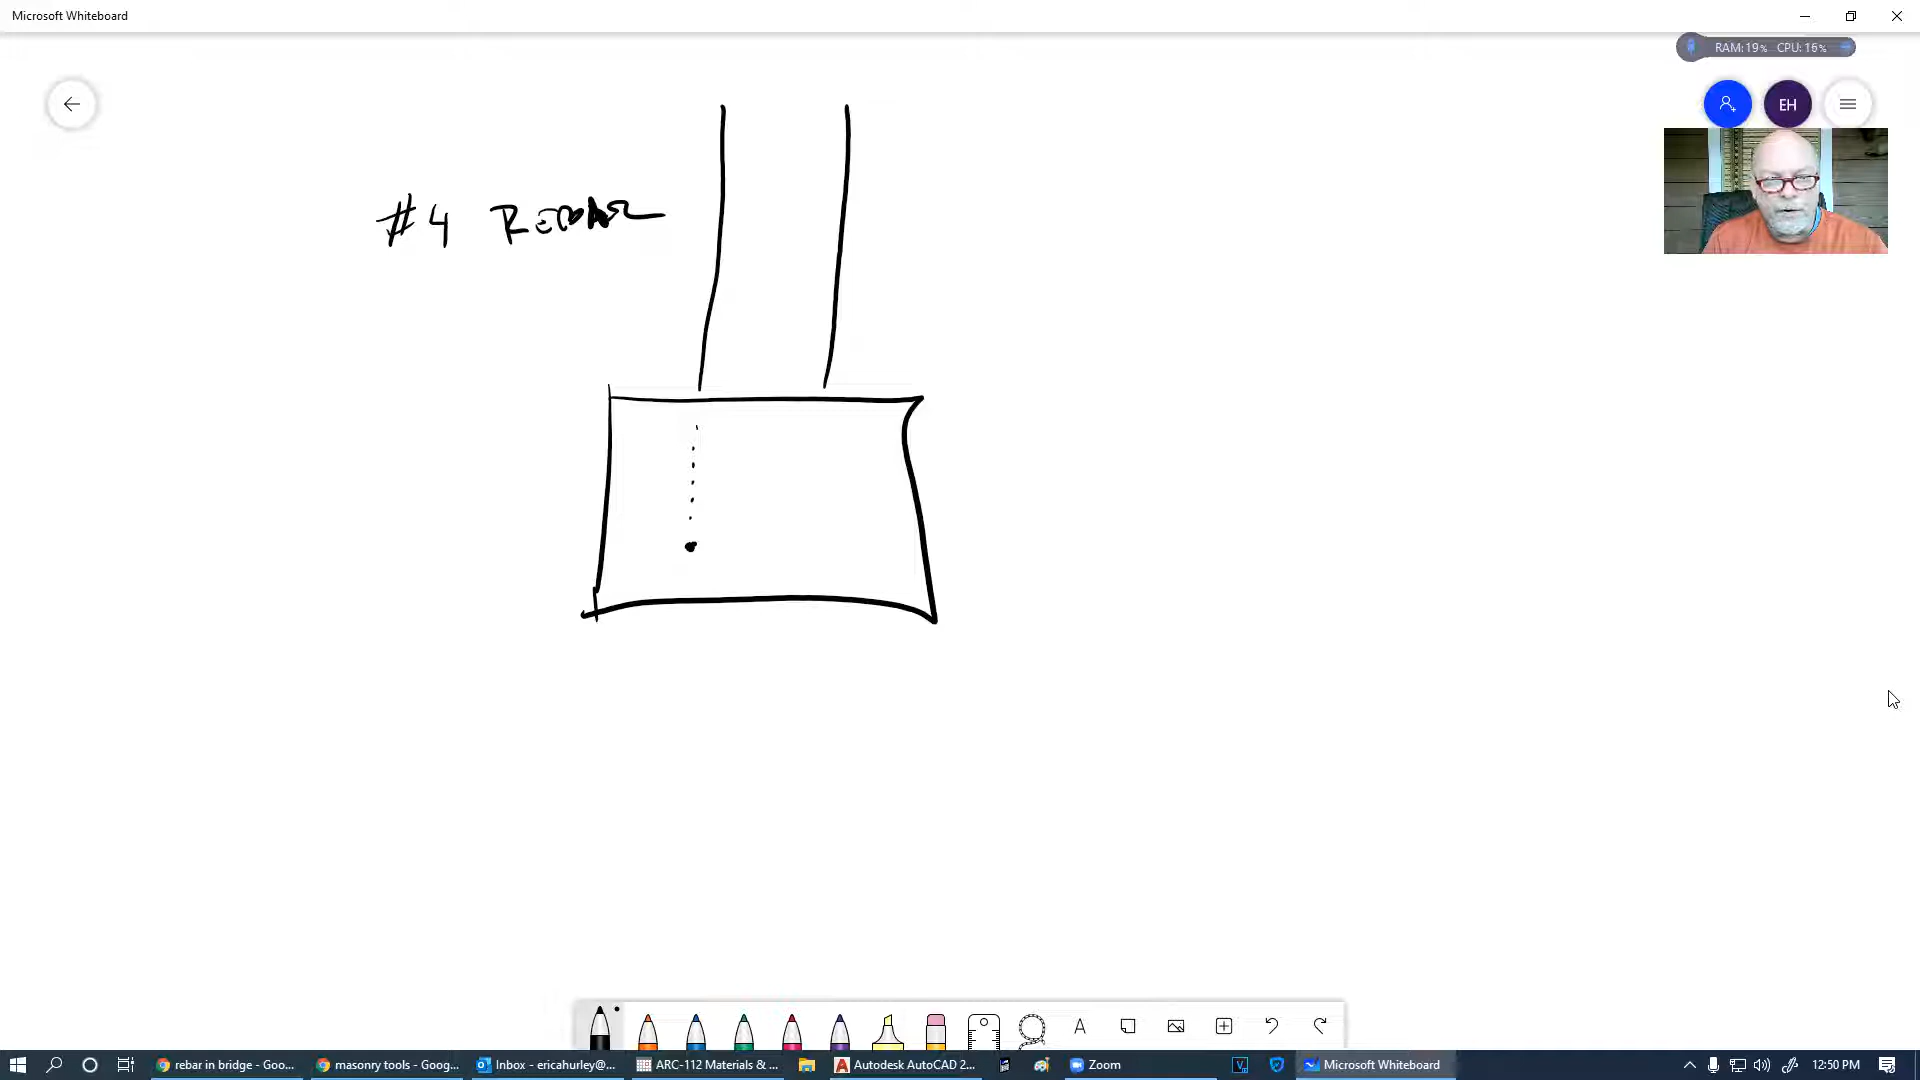 Microsoft Whiteboard
RAM:19% CPU:16%
EH
#4 REBAR
A
rebar in bridge - Goo...
masonry tools - Goog...
Inbox - ericahurley@...
ARC-112 Materials & ...
Autodesk AutoCAD 2...
Zoom
Microsoft Whiteboard
12:50 PM